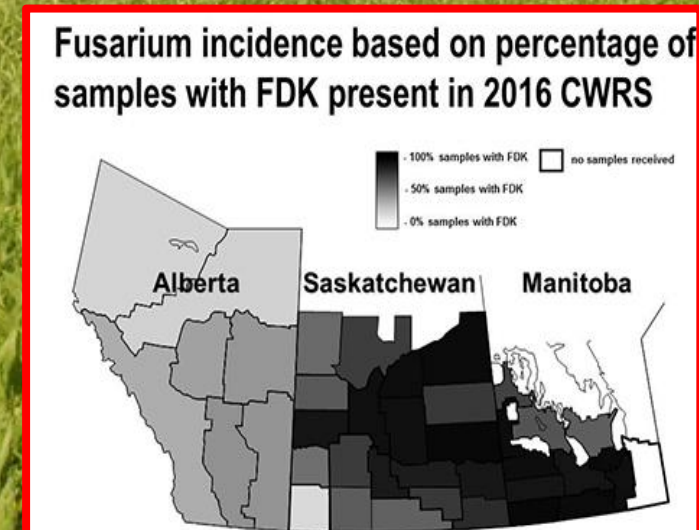 Fusarium incidence based on percentage of
samples with FDK present in 2016 CWRS
- 100% samples with FDK
no samples received
- 50% samples with FDK
- 0% samples with FDK
Alberta
Saskatchewan
Manitoba